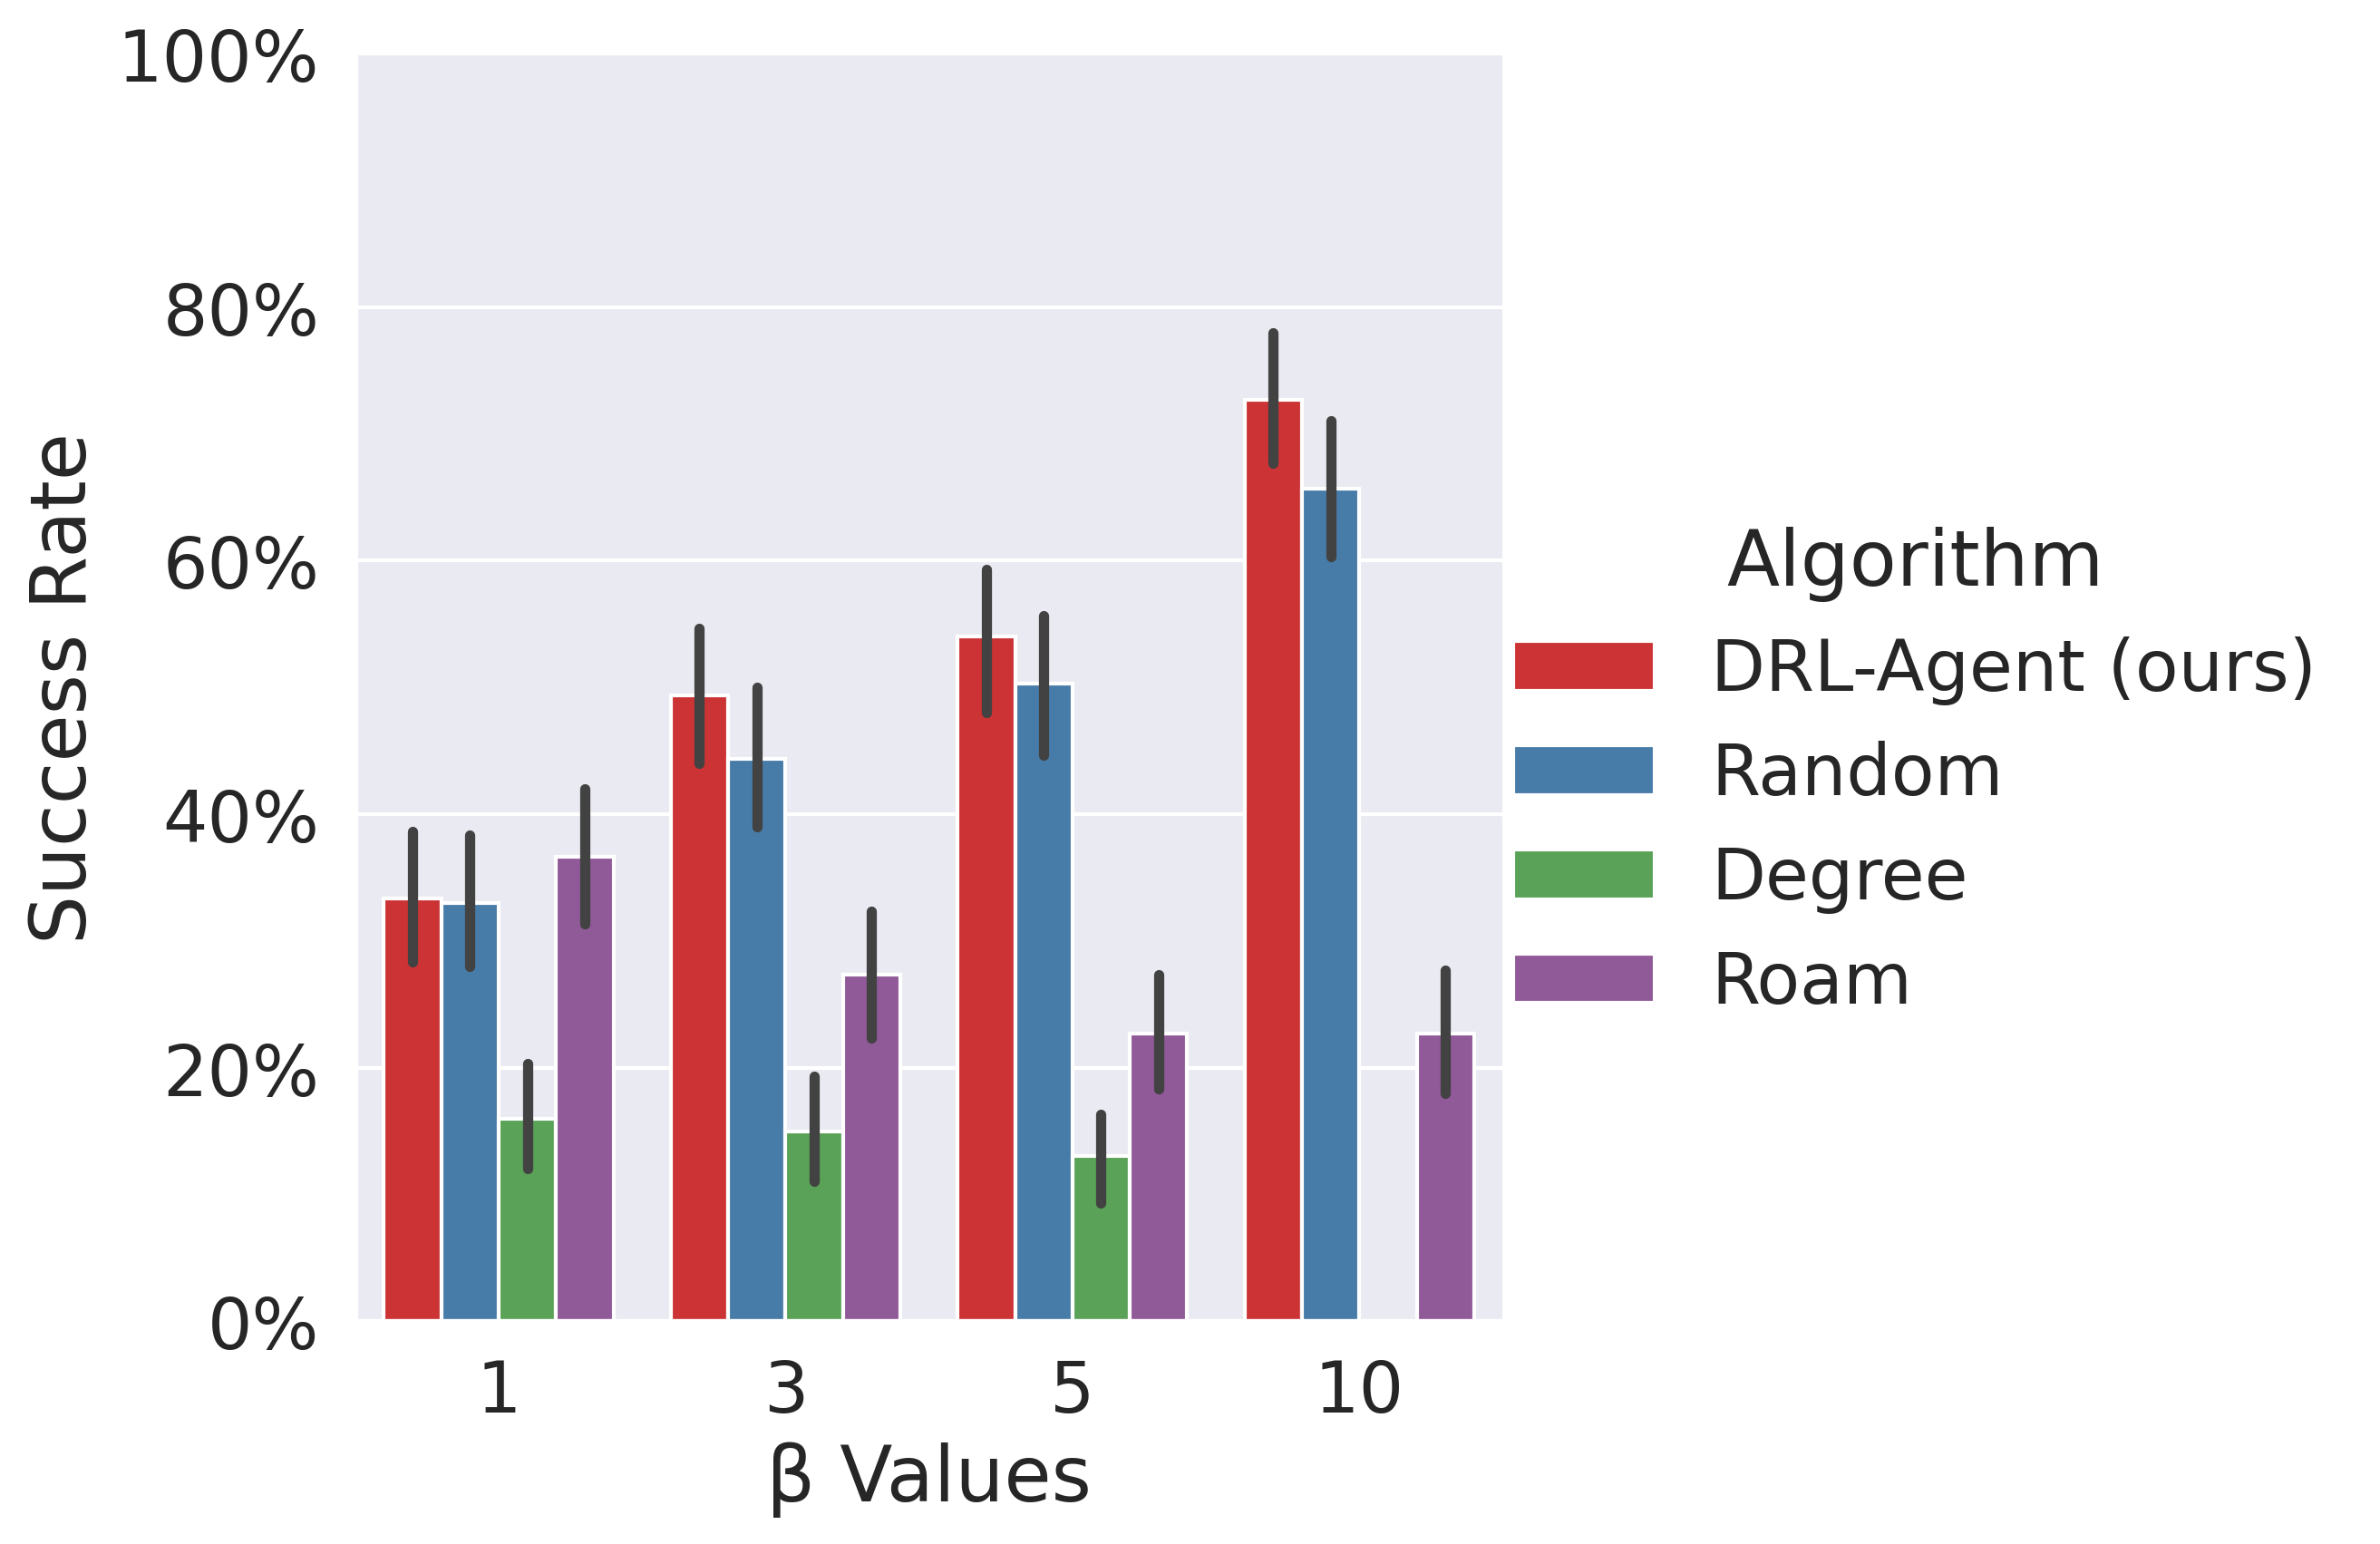 100%
80%
60%
40%
20%
0%
Success Rate
1 3 5 10
β Values
Algorithm
DRL-Agent (ours)
Random
Degree
Roam